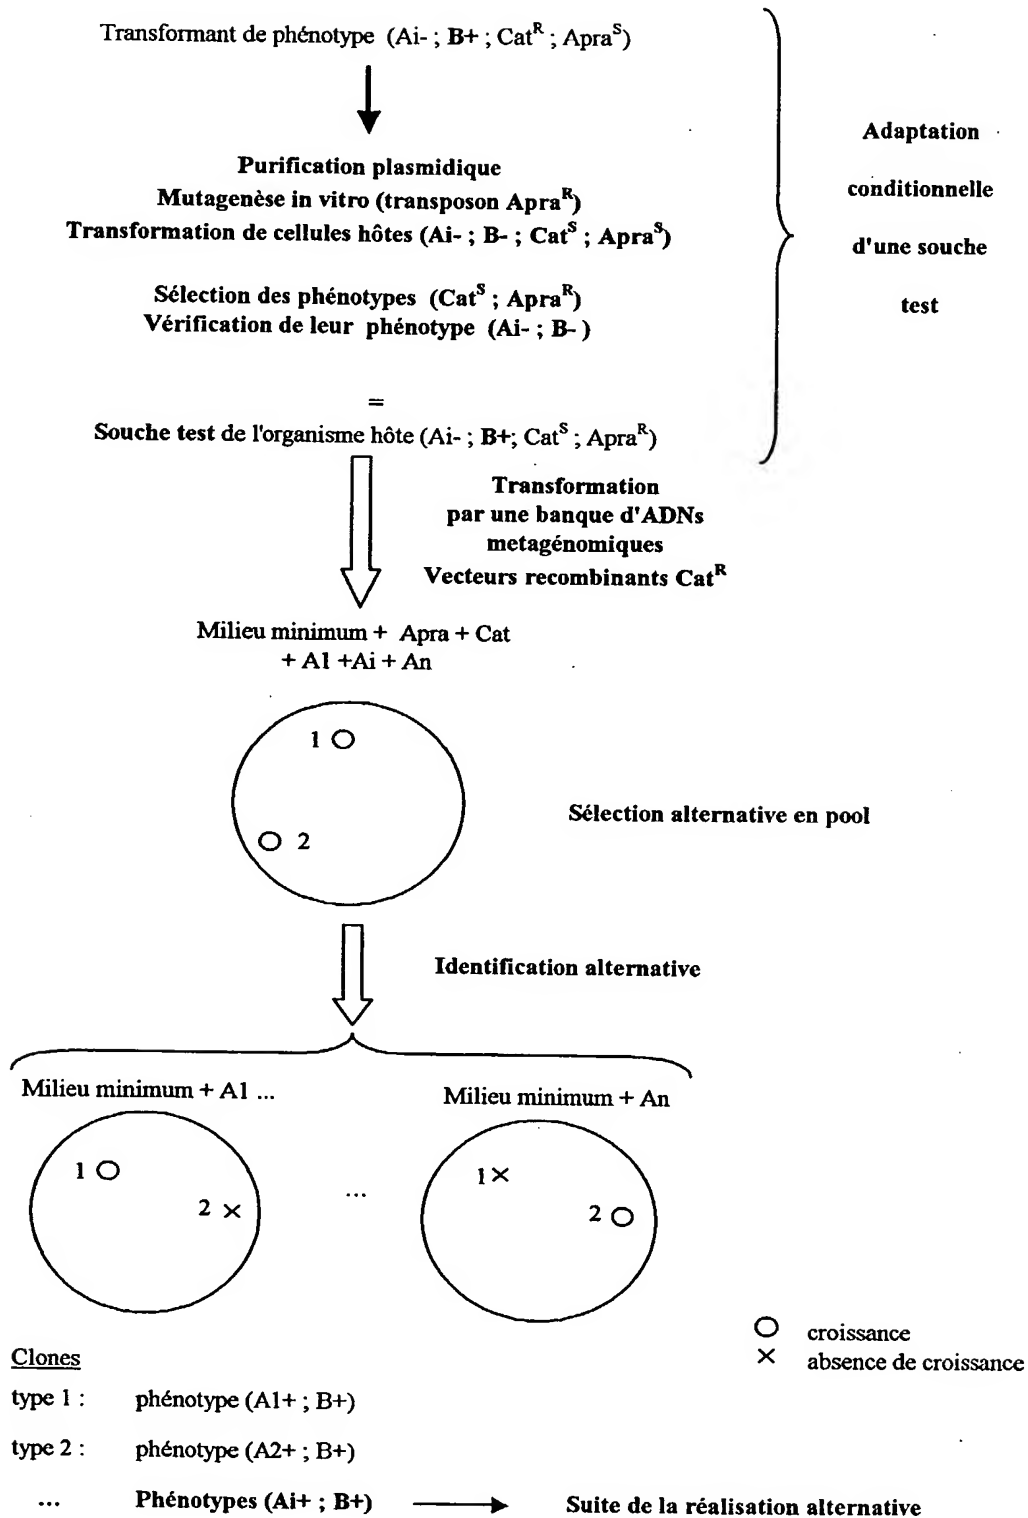 Transformant de phénotype (Ai- ; B+ ; Cat^R ; Apra^S)
Purification plasmidique
Mutagenèse in vitro (transposon Apra^R)
Transformation de cellules hôtes (Ai- ; B- ; Cat^S ; Apra^S)
Sélection des phénotypes (Cat^S ; Apra^R)
Vérification de leur phénotype (Ai- ; B- )
=
Souche test de l'organisme hôte (Ai- ; B+; Cat^S ; Apra^R)
Adaptation
conditionnelle
d'une souche
test
Transformation
par une banque d'ADNs
metagénomiques
Vecteurs recombinants Cat^R
Milieu minimum + Apra + Cat
+ A1 +Ai + An
1
2
Sélection alternative en pool
Identification alternative
Milieu minimum + A1 ...
Milieu minimum + An
1
2
...
1
2
croissance
absence de croissance
Clones
type 1 : phénotype (A1+ ; B+)
type 2 : phénotype (A2+ ; B+)
... Phénotypes (Ai+ ; B+) Suite de la réalisation alternative